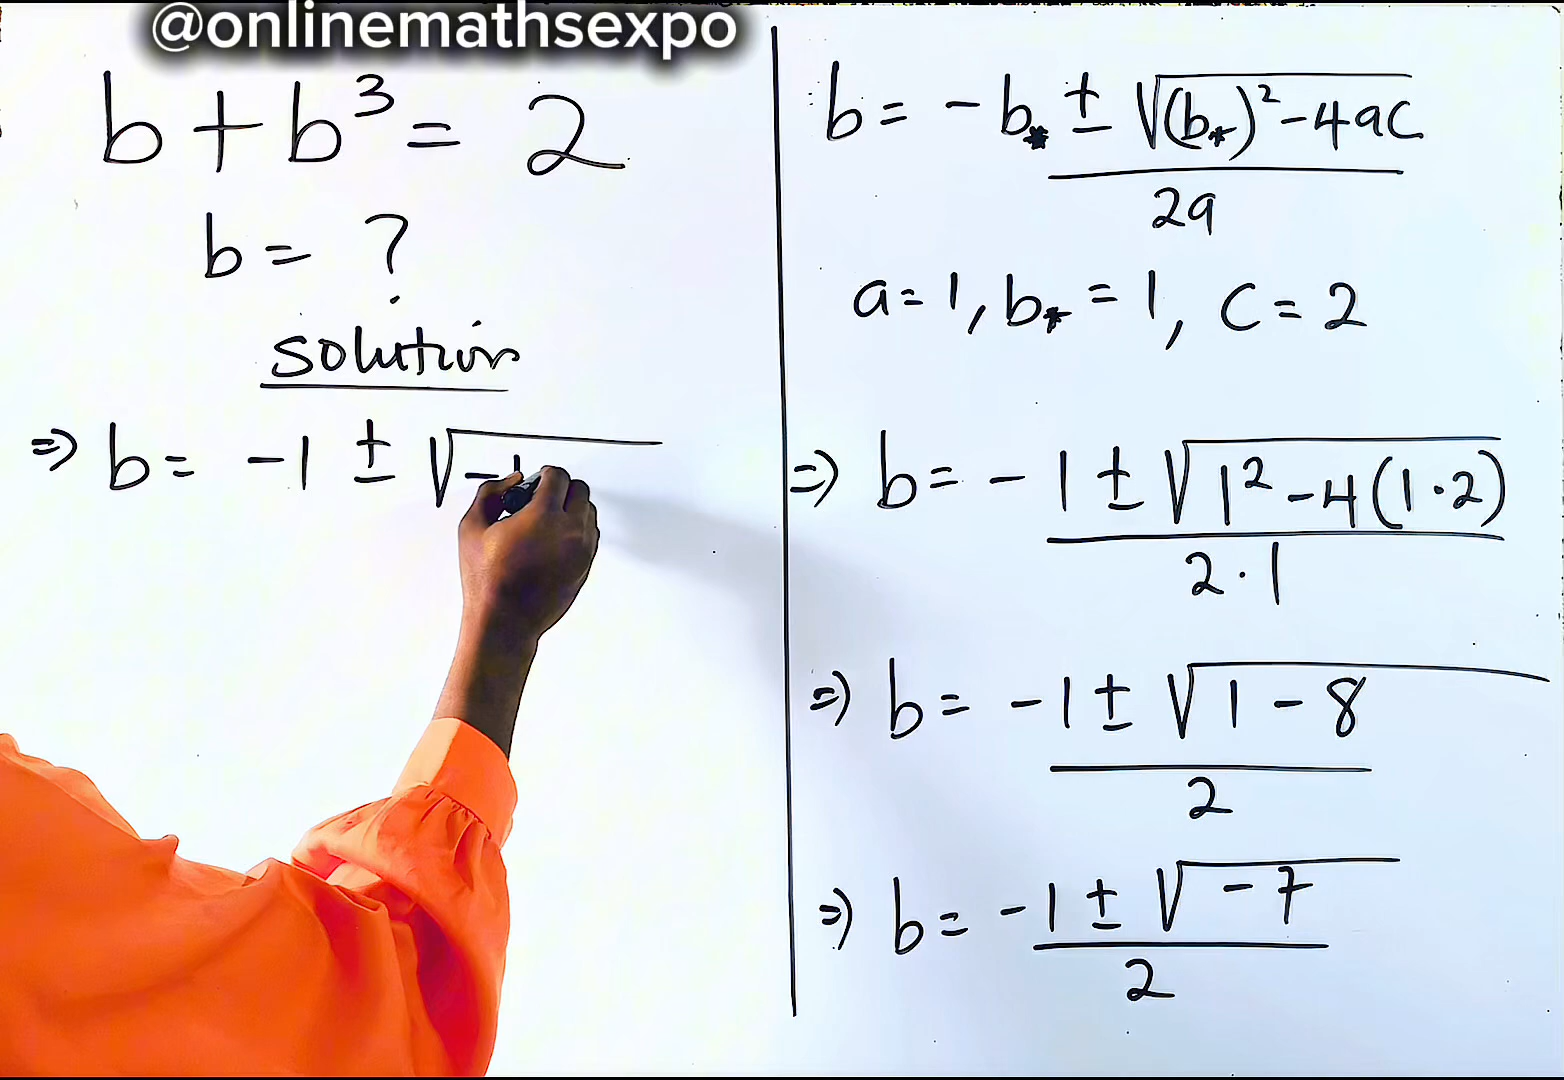 @onlinemathsexpo
b + b³ = 2
b = ?
solution
⇒ b = -1 ± √-1
b = -b* ± √(b*)² - 4ac
2a
a = 1, b* = 1, c = 2
⇒ b = -1 ± √1² - 4(1·2)
2·1
⇒ b = -1 ± √1 - 8
2
⇒ b = -1 ± √-7
2